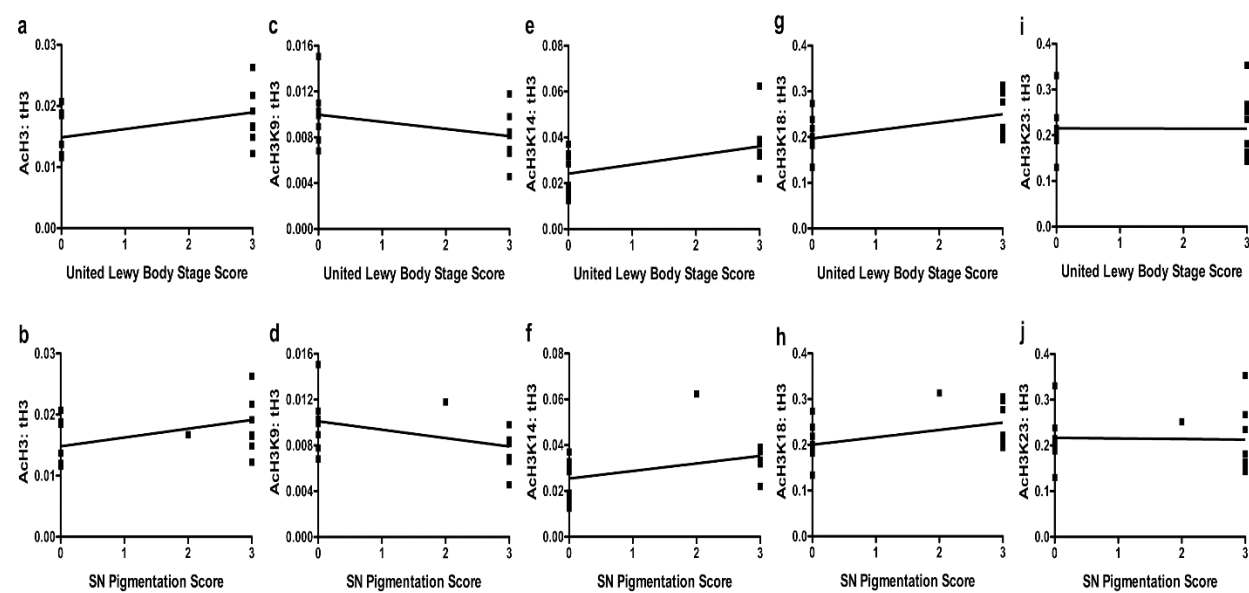 a
AcH3: tH3
0.03
0.02
0.01
0.00
0 1 2 3
United Lewy Body Stage Score
c
AcH3K9: tH3
0.016
0.012
0.008
0.004
0.000
0 1 2 3
United Lewy Body Stage Score
e
AcH3K14: tH3
0.08
0.06
0.04
0.02
0.00
0 1 2 3
United Lewy Body Stage Score
g
AcH3K18: tH3
0.4
0.3
0.2
0.1
0.0
0 1 2 3
United Lewy Body Stage Score
i
AcH3K23: tH3
0.4
0.3
0.2
0.1
0.0
0 1 2 3
United Lewy Body Stage Score
b
AcH3: tH3
0.03
0.02
0.01
0.00
0 1 2 3
SN Pigmentation Score
d
AcH3K9: tH3
0.016
0.012
0.008
0.004
0.000
0 1 2 3
SN Pigmentation Score
f
AcH3K14: tH3
0.08
0.06
0.04
0.02
0.00
0 1 2 3
SN Pigmentation Score
h
AcH3K18: tH3
0.4
0.3
0.2
0.1
0.0
0 1 2 3
SN Pigmentation Score
j
AcH3K23: tH3
0.4
0.3
0.2
0.1
0.0
0 1 2 3
SN Pigmentation Score